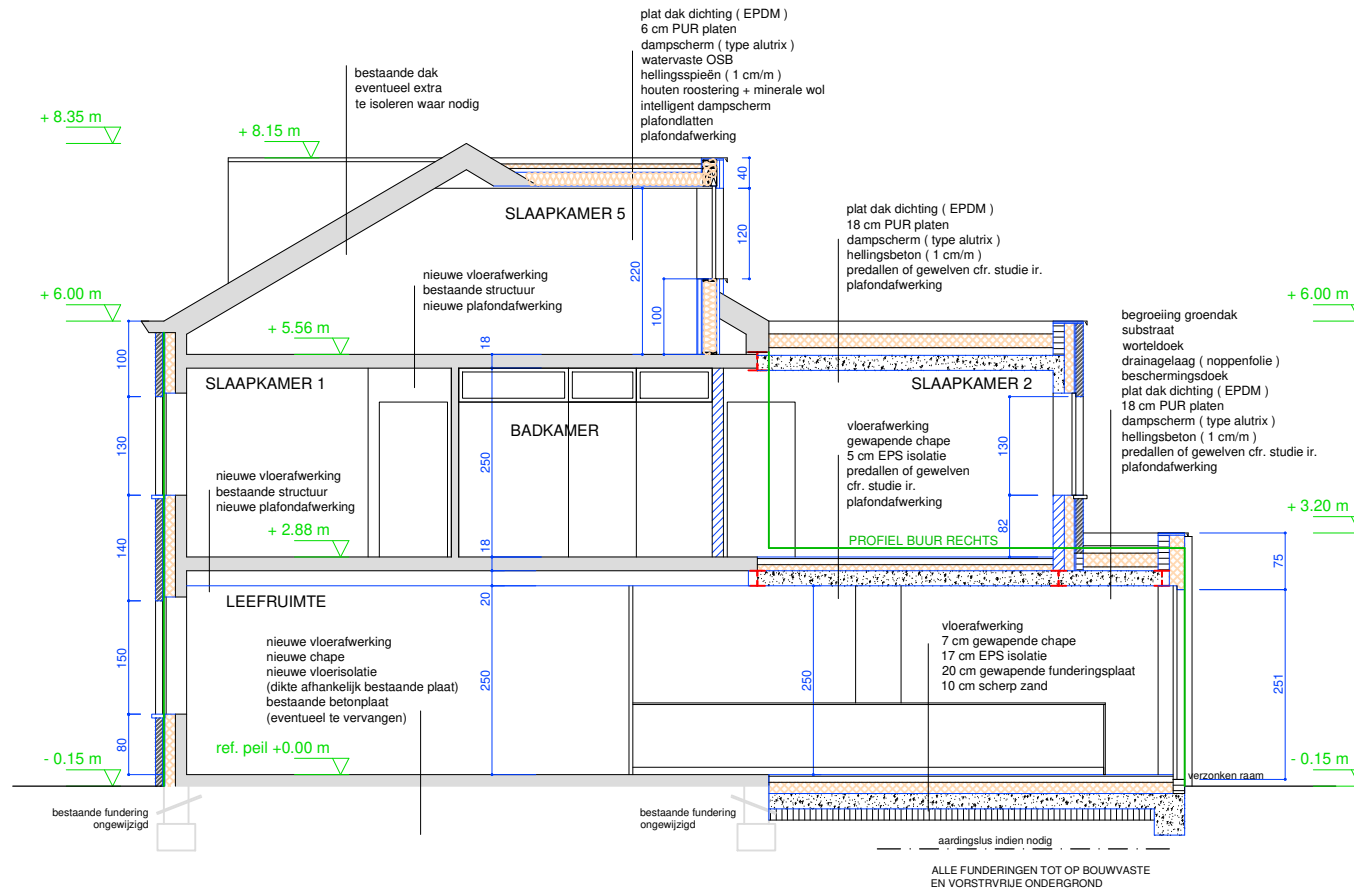 plat dak dichting ( EPDM )
6 cm PUR platen
dampscherm ( type alutrix )
watervaste OSB
hellingsspieën ( 1 cm/m )
houten roostering + minerale wol
intelligent dampscherm
plafondlatten
plafondafwerking
bestaande dak
eventueel extra
te isoleren waar nodig
+ 8.35 m
+ 8.15 m
40
SLAAPKAMER 5
120
220
100
plat dak dichting ( EPDM )
18 cm PUR platen
dampscherm ( type alutrix )
hellingsbeton ( 1 cm/m )
predallen of gewelven cfr. studie ir.
plafondafwerking
nieuwe vloerafwerking
bestaande structuur
nieuwe plafondafwerking
+ 6.00 m
+ 6.00 m
+ 5.56 m
18
100
begroeiing groendak
substraat
worteldoek
drainagelaag ( noppenfolie )
beschermingsdoek
plat dak dichting ( EPDM )
18 cm PUR platen
dampscherm ( type alutrix )
hellingsbeton ( 1 cm/m )
predallen of gewelven cfr. studie ir.
plafondafwerking
SLAAPKAMER 1
SLAAPKAMER 2
BADKAMER
130
250
130
vloerafwerking
gewapende chape
5 cm EPS isolatie
predallen of gewelven
cfr. studie ir.
plafondafwerking
nieuwe vloerafwerking
bestaande structuur
nieuwe plafondafwerking
+ 3.20 m
+ 2.88 m
82
140
18
PROFIEL BUUR RECHTS
75
20
LEEFRUIMTE
nieuwe vloerafwerking
nieuwe chape
nieuwe vloerisolatie
(dikte afhankelijk bestaande plaat)
bestaande betonplaat
(eventueel te vervangen)
vloerafwerking
7 cm gewapende chape
17 cm EPS isolatie
20 cm gewapende funderingsplaat
10 cm scherp zand
150
250
250
251
80
ref. peil +0.00 m
- 0.15 m
- 0.15 m
verzonken raam
bestaande fundering
ongewijzigd
bestaande fundering
ongewijzigd
aardingslus indien nodig
ALLE FUNDERINGEN TOT OP BOUWVASTE
EN VORSTRVRIJE ONDERGROND